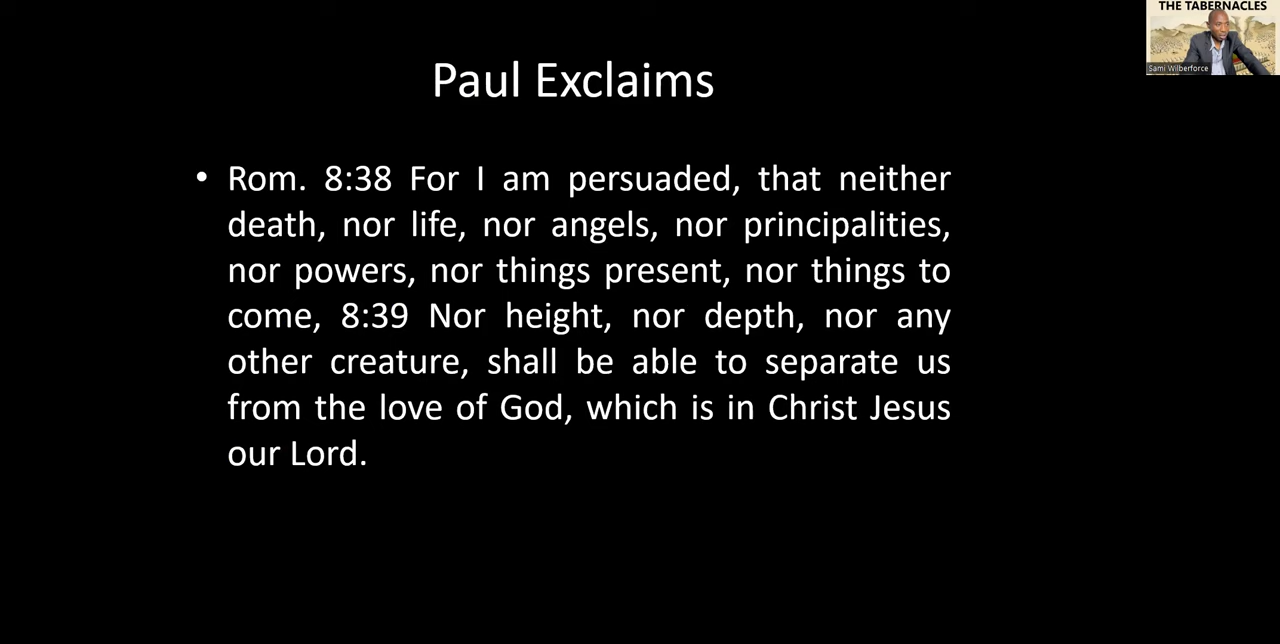 THE TABERNACLES
Sami Wilberforce
Paul Exclaims
• Rom. 8:38 For I am persuaded, that neither
death, nor life, nor angels, nor principalities,
nor powers, nor things present, nor things to
come, 8:39 Nor height, nor depth, nor any
other creature, shall be able to separate us
from the love of God, which is in Christ Jesus
our Lord.